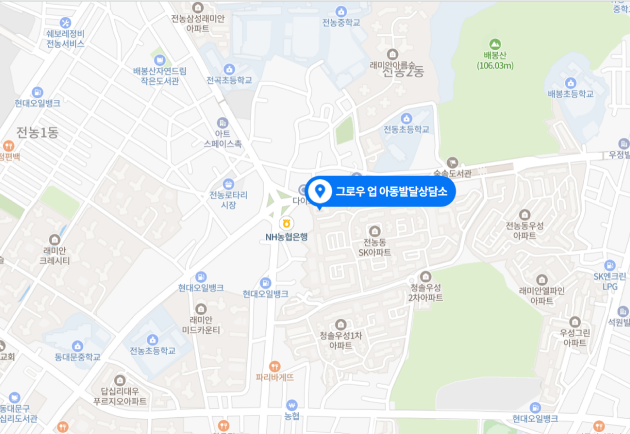 전농삼성래미안
아파트
전농중학교
쉐보레정비
전농서비스
배봉산
(106.03m)
래미안아름숲
아파트
전농2동
배봉산자연드림
작은도서관
전곡초등학교
배봉초등학교
현대오일뱅크
전농1동
아트
스페이스촉
전동초등학교
숲속도서관
그로우 업 아동발달상담소
전농로타리
시장
다이
NH농협은행
전농동
SK아파트
전농동우성
아파트
래미안
크레시티
현대오일뱅크
현대오일뱅크
청솔우성
2차아파트
SK엔크린
LPG
래미안엘파인
아파트
래미안
미드카운티
청솔우성1차
아파트
우성그린
아파트
석원빌
교회
동대문중학교
전농초등학교
파리바게뜨
답십리대우
푸르지오아파트
동대문구
십리도서관
농협
현대오일뱅크